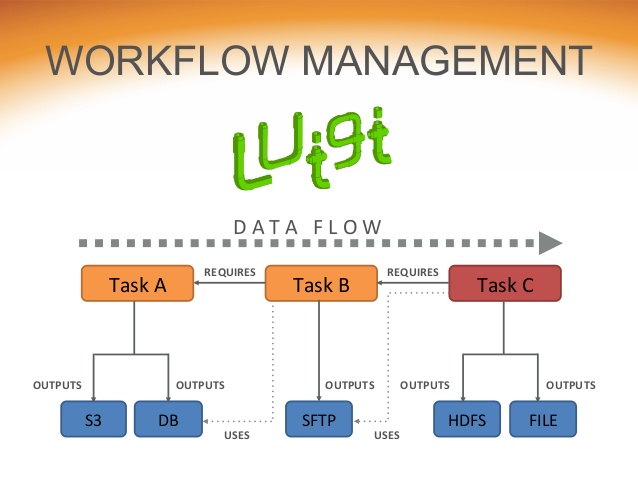 WORKFLOW MANAGEMENT
Luigi
DATA FLOW
REQUIRES REQUIRES
Task A Task B Task C
OUTPUTS OUTPUTS OUTPUTS OUTPUTS OUTPUTS
S3 DB SFTP HDFS FILE
USES USES